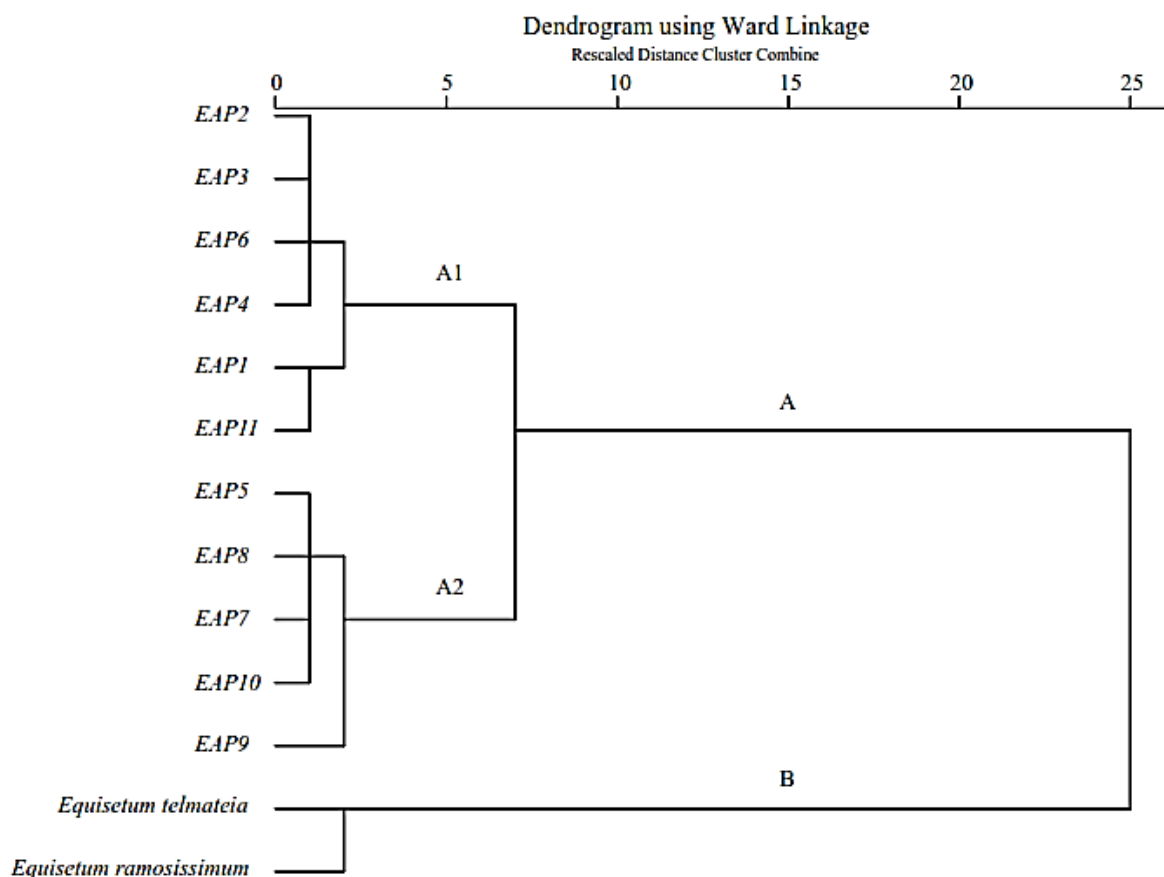 Dendrogram using Ward Linkage
Rescaled Distance Cluster Combine
0 5 10 15 20 25
EAP2
EAP3
EAP6
A1
EAP4
EAP1
A
EAP11
EAP5
EAP8
A2
EAP7
EAP10
EAP9
B
Equisetum telmateia
Equisetum ramosissimum